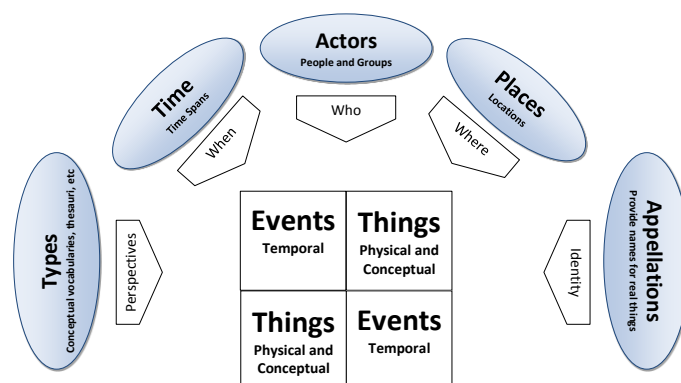 Actors
People and Groups
Time
Time Spans
Places
Locations
When
Who
Where
Types
Conceptual vocabularies, thesauri, etc
Perspectives
Events
Temporal
Things
Physical and
Conceptual
Identity
Appellations
Provide names for real things
Things
Physical and
Conceptual
Events
Temporal